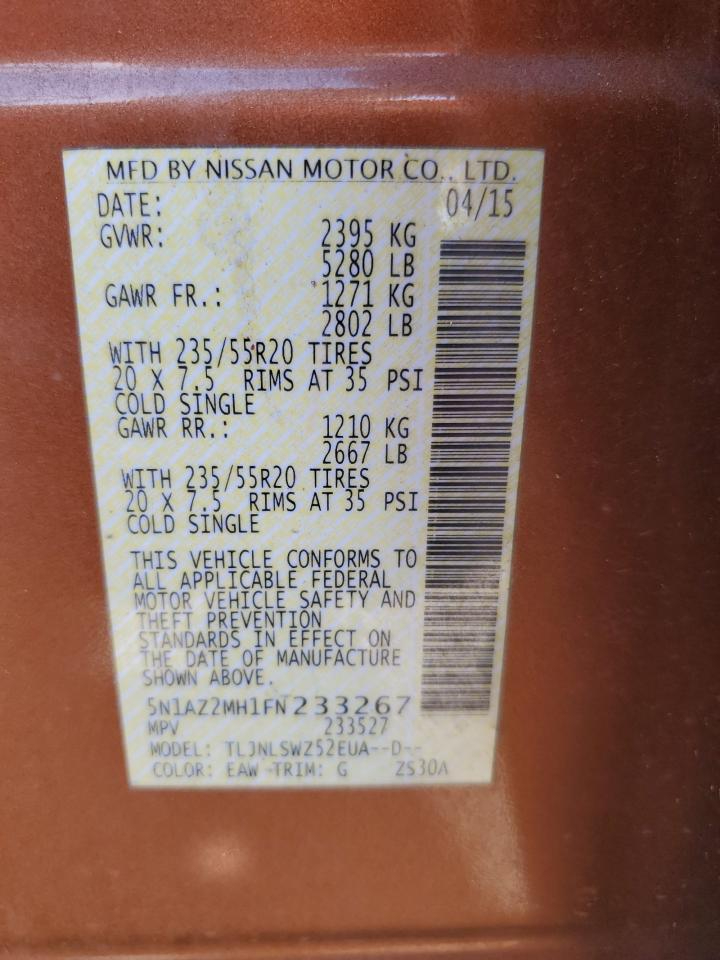 MFD BY NISSAN MOTOR CO., LTD.
DATE: 04/15
GVWR: 2395 KG
5280 LB
GAWR FR.: 1271 KG
2802 LB
WITH 235/55R20 TIRES
20 X 7.5 RIMS AT 35 PSI
COLD SINGLE
GAWR RR.: 1210 KG
2667 LB
WITH 235/55R20 TIRES
20 X 7.5 RIMS AT 35 PSI
COLD SINGLE
THIS VEHICLE CONFORMS TO
ALL APPLICABLE FEDERAL
MOTOR VEHICLE SAFETY AND
THEFT PREVENTION
STANDARDS IN EFFECT ON
THE DATE OF MANUFACTURE
SHOWN ABOVE.
5N1AZ2MH1FN233267
MPV 233527
MODEL: TLJNLSWZ52EUA--D--
COLOR: EAW TRIM: G ZS30A